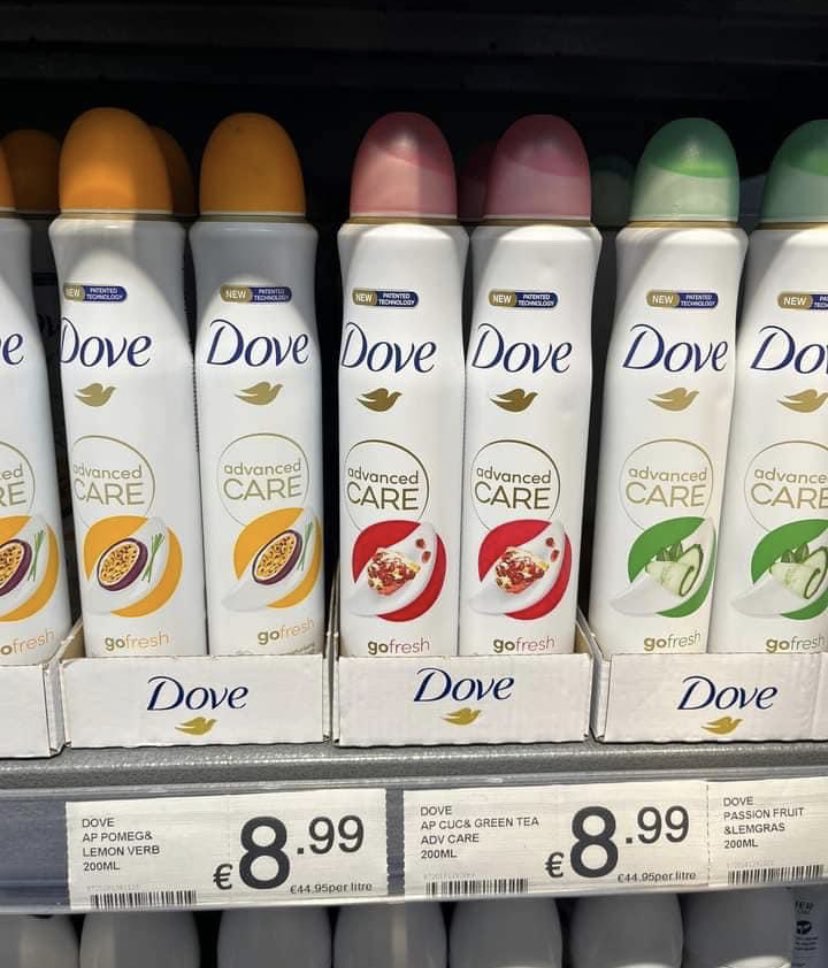 NEW PATENTED TECHNOLOGY
NEW PATENTED TECHNOLOGY
NEW PATENTED TECHNOLOGY
NEW PATENTED TECHNOLOGY
NEW PATENTED TECHNOLOGY
NEW
Dove
Dove
Dove
Dove
Dove
advanced
CARE
advanced
CARE
advanced
CARE
advanced
CARE
advanced
CARE
gofresh
gofresh
gofresh
gofresh
gofresh
gofresh
Dove
Dove
Dove
DOVE
AP POMEG&
LEMON VERB
200ML
€8.99
€44.95per litre
DOVE
AP CUC& GREEN TEA
ADV CARE
200ML
€8.99
€44.95per litre
DOVE
PASSION FRUIT
&LEMGRAS
200ML